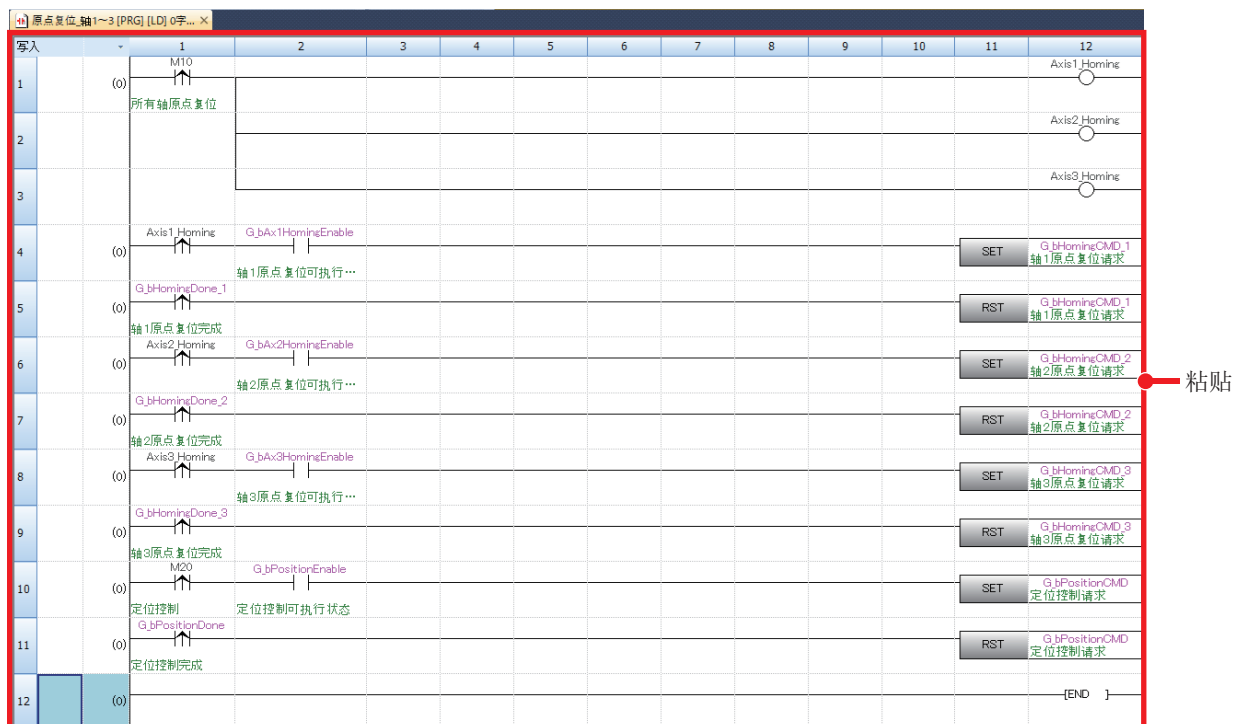 原点复位_轴1～3 [PRG] [LD] 0字... ×
写入 1 2 3 4 5 6 7 8 9 10 11 12
M10 Axis1_Homing
1 (0)
所有轴原点复位
Axis2_Homing
2
Axis3_Homing
3
Axis1_Homing G_bAx1HomingEnable
4 (0) SET G_bHomingCMD_1
轴1原点复位可执行… 轴1原点复位请求
G_bHomingDone_1
5 (0) RST G_bHomingCMD_1
轴1原点复位完成 轴1原点复位请求
Axis2_Homing G_bAx2HomingEnable
6 (0) SET G_bHomingCMD_2
轴2原点复位可执行… 轴2原点复位请求
G_bHomingDone_2
7 (0) RST G_bHomingCMD_2
轴2原点复位完成 轴2原点复位请求
Axis3_Homing G_bAx3HomingEnable
8 (0) SET G_bHomingCMD_3
轴3原点复位可执行… 轴3原点复位请求
G_bHomingDone_3
9 (0) RST G_bHomingCMD_3
轴3原点复位完成 轴3原点复位请求
M20 G_bPositionEnable
10 (0) SET G_bPositionCMD
定位控制 定位控制可执行状态 定位控制请求
G_bPositionDone
11 (0) RST G_bPositionCMD
定位控制完成 定位控制请求
12 (0) [END ]
粘贴